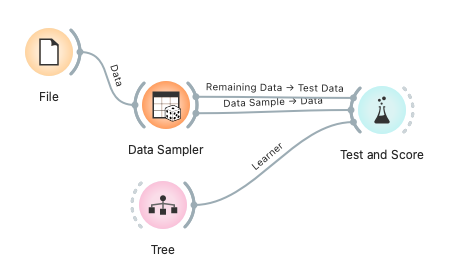 File
Data
Data Sampler
Remaining Data → Test Data
Data Sample → Data
Test and Score
Learner
Tree